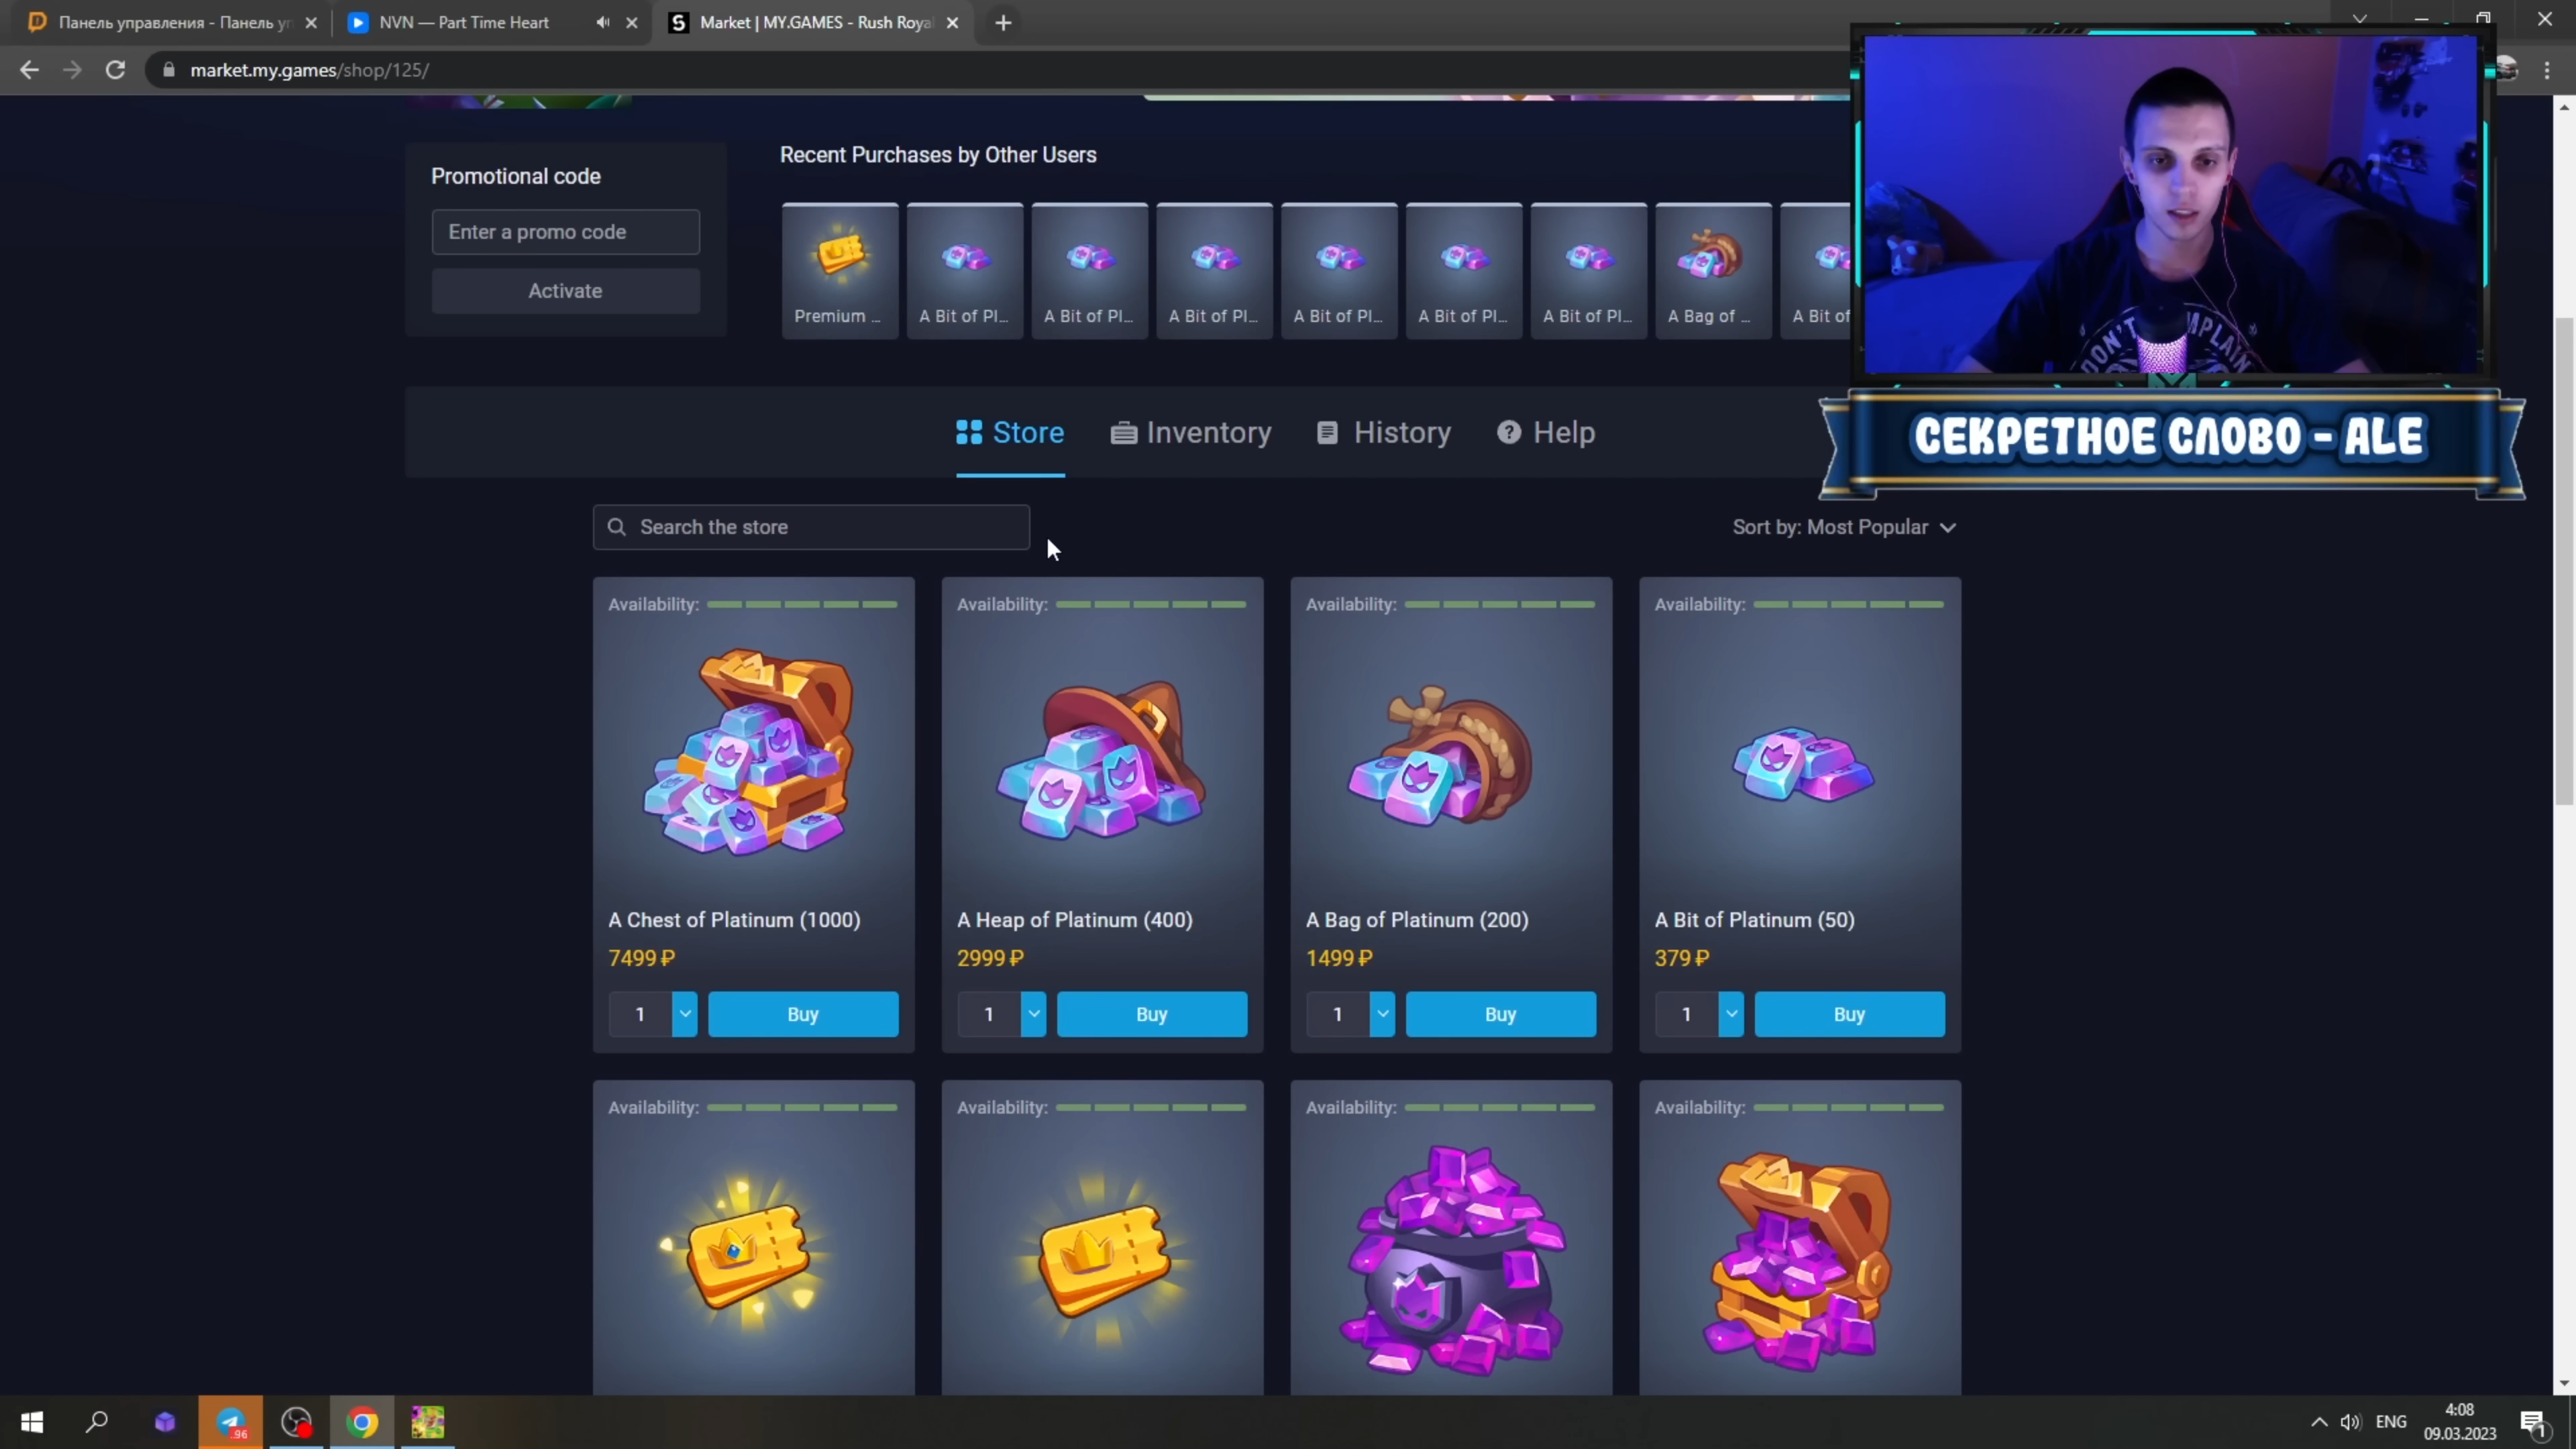 Панель управления - Панель уп
NVN — Part Time Heart
Market | MY.GAMES - Rush Roya
market.my.games/shop/125/
Promotional code
Enter a promo code
Activate
Recent Purchases by Other Users
Premium ...
A Bit of Pl...
A Bit of Pl...
A Bit of Pl...
A Bit of Pl...
A Bit of Pl...
A Bit of Pl...
A Bag of ...
A Bit of
DON'T
СЕКРЕТНОЕ СЛОВО - ALE
Store
Inventory
History
Help
Search the store
Sort by: Most Popular
Availability:
Availability:
Availability:
Availability:
A Chest of Platinum (1000)
7499 ₽
1
Buy
A Heap of Platinum (400)
2999 ₽
1
Buy
A Bag of Platinum (200)
1499 ₽
1
Buy
A Bit of Platinum (50)
379 ₽
1
Buy
Availability:
Availability:
Availability:
Availability:
96
ENG
4:08
09.03.2023
1